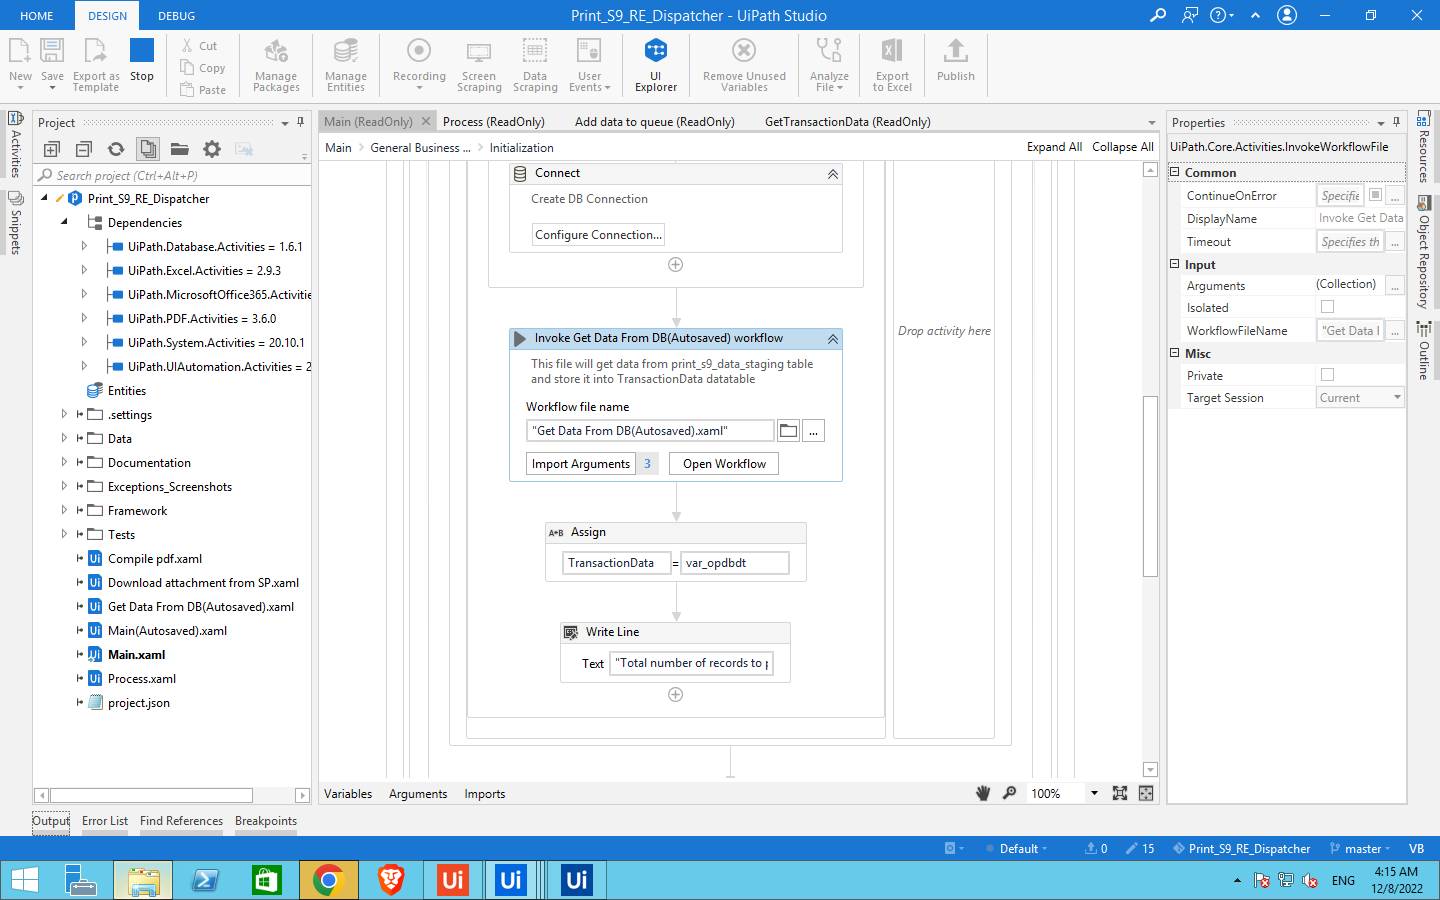 HOME DESIGN DEBUG Print_S9_RE_Dispatcher - UiPath Studio
New Save Export as Template Stop
Cut
Copy
Paste
Manage Packages Manage Entities Recording Screen Scraping Data Scraping User Events UI Explorer Remove Unused Variables Analyze File Export to Excel Publish
Activities
Snippets
Project
Search project (Ctrl+Alt+P)
Print_S9_RE_Dispatcher
Dependencies
UiPath.Database.Activities = 1.6.1
UiPath.Excel.Activities = 2.9.3
UiPath.MicrosoftOffice365.Activitie
UiPath.PDF.Activities = 3.6.0
UiPath.System.Activities = 20.10.1
UiPath.UIAutomation.Activities = 2
Entities
.settings
Data
Documentation
Exceptions_Screenshots
Framework
Tests
Compile pdf.xaml
Download attachment from SP.xaml
Get Data From DB(Autosaved).xaml
Main(Autosaved).xaml
Main.xaml
Process.xaml
project.json
Main (ReadOnly) Process (ReadOnly) Add data to queue (ReadOnly) GetTransactionData (ReadOnly)
Main > General Business ... > Initialization Expand All Collapse All
Connect
Create DB Connection
Configure Connection...
Invoke Get Data From DB(Autosaved) workflow
This file will get data from print_s9_data_staging table
and store it into TransactionData datatable
Workflow file name
"Get Data From DB(Autosaved).xaml" ...
Import Arguments 3 Open Workflow
A+B Assign
TransactionData = var_opdbdt
Write Line
Text "Total number of records to p
Drop activity here
Variables Arguments Imports 100%
Properties
UiPath.Core.Activities.InvokeWorkflowFile
Common
ContinueOnError Specifie ...
DisplayName Invoke Get Data
Timeout Specifies th ...
Input
Arguments (Collection) ...
Isolated
WorkflowFileName "Get Data F ...
Misc
Private
Target Session Current
Resources
Object Repository
Outline
Output Error List Find References Breakpoints
Default 0 15 Print_S9_RE_Dispatcher master VB
Ui Ui Ui ENG 4:15 AM
12/8/2022